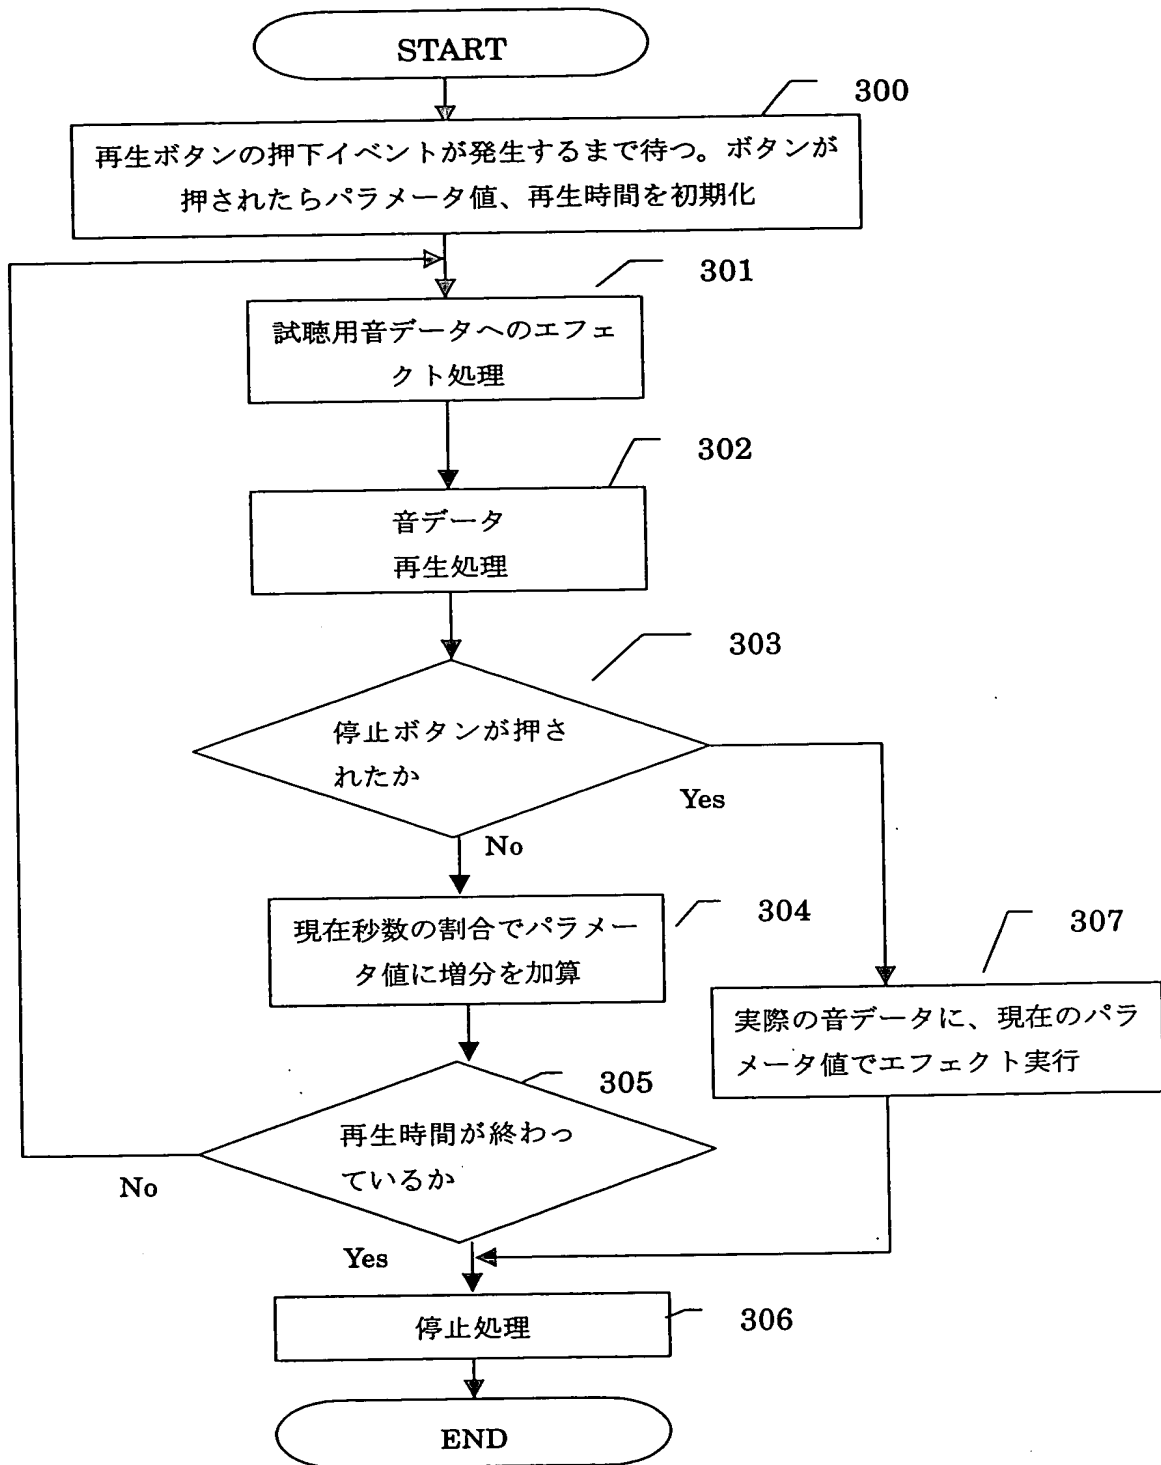 START
300
再生ボタンの押下イベントが発生するまで待つ。ボタンが
押されたらパラメータ値、再生時間を初期化
301
試聴用音データへのエフェ
クト処理
302
音データ
再生処理
303
停止ボタンが押さ
れたか
Yes
No
304
現在秒数の割合でパラメー
タ値に増分を加算
307
実際の音データに、現在のパラ
メータ値でエフェクト実行
305
再生時間が終わっ
ているか
No
Yes
306
停止処理
END